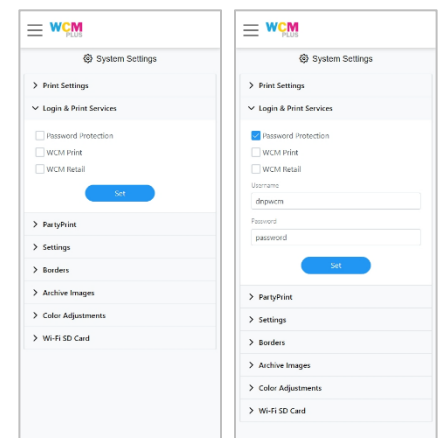 WCM
PLUS
System Settings
Print Settings
Login & Print Services
Password Protection
WCM Print
WCM Retail
Set
PartyPrint
Settings
Borders
Archive Images
Color Adjustments
Wi-Fi SD Card
WCM
PLUS
System Settings
Print Settings
Login & Print Services
Password Protection
WCM Print
WCM Retail
Username
dnpwcm
Password
password
Set
PartyPrint
Settings
Borders
Archive Images
Color Adjustments
Wi-Fi SD Card